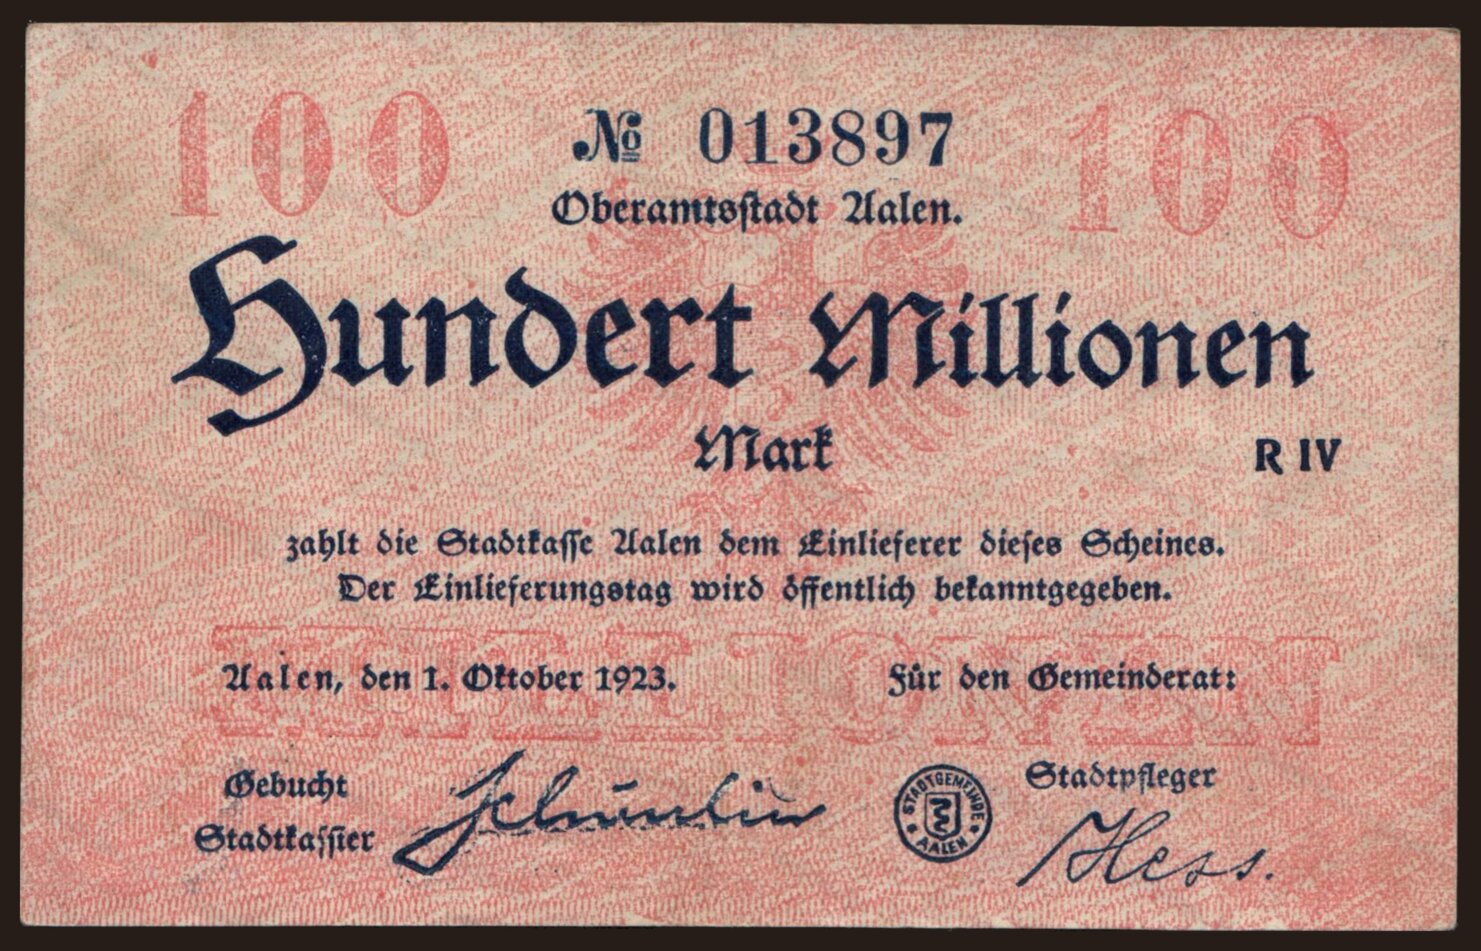 100 № 013897 100
Oberamtsstadt Aalen.
Hundert Millionen
Mark
R IV
zahlt die Stadtkasse Aalen dem Einlieferer dieses Scheines.
Der Einlieferungstag wird öffentlich bekanntgegeben.
MILLIONEN
Aalen, den 1. Oktober 1923. Für den Gemeinderat:
Gebucht
Stadtkassier
STADTGEMEINDE
AALEN
Stadtpfleger
Hess.